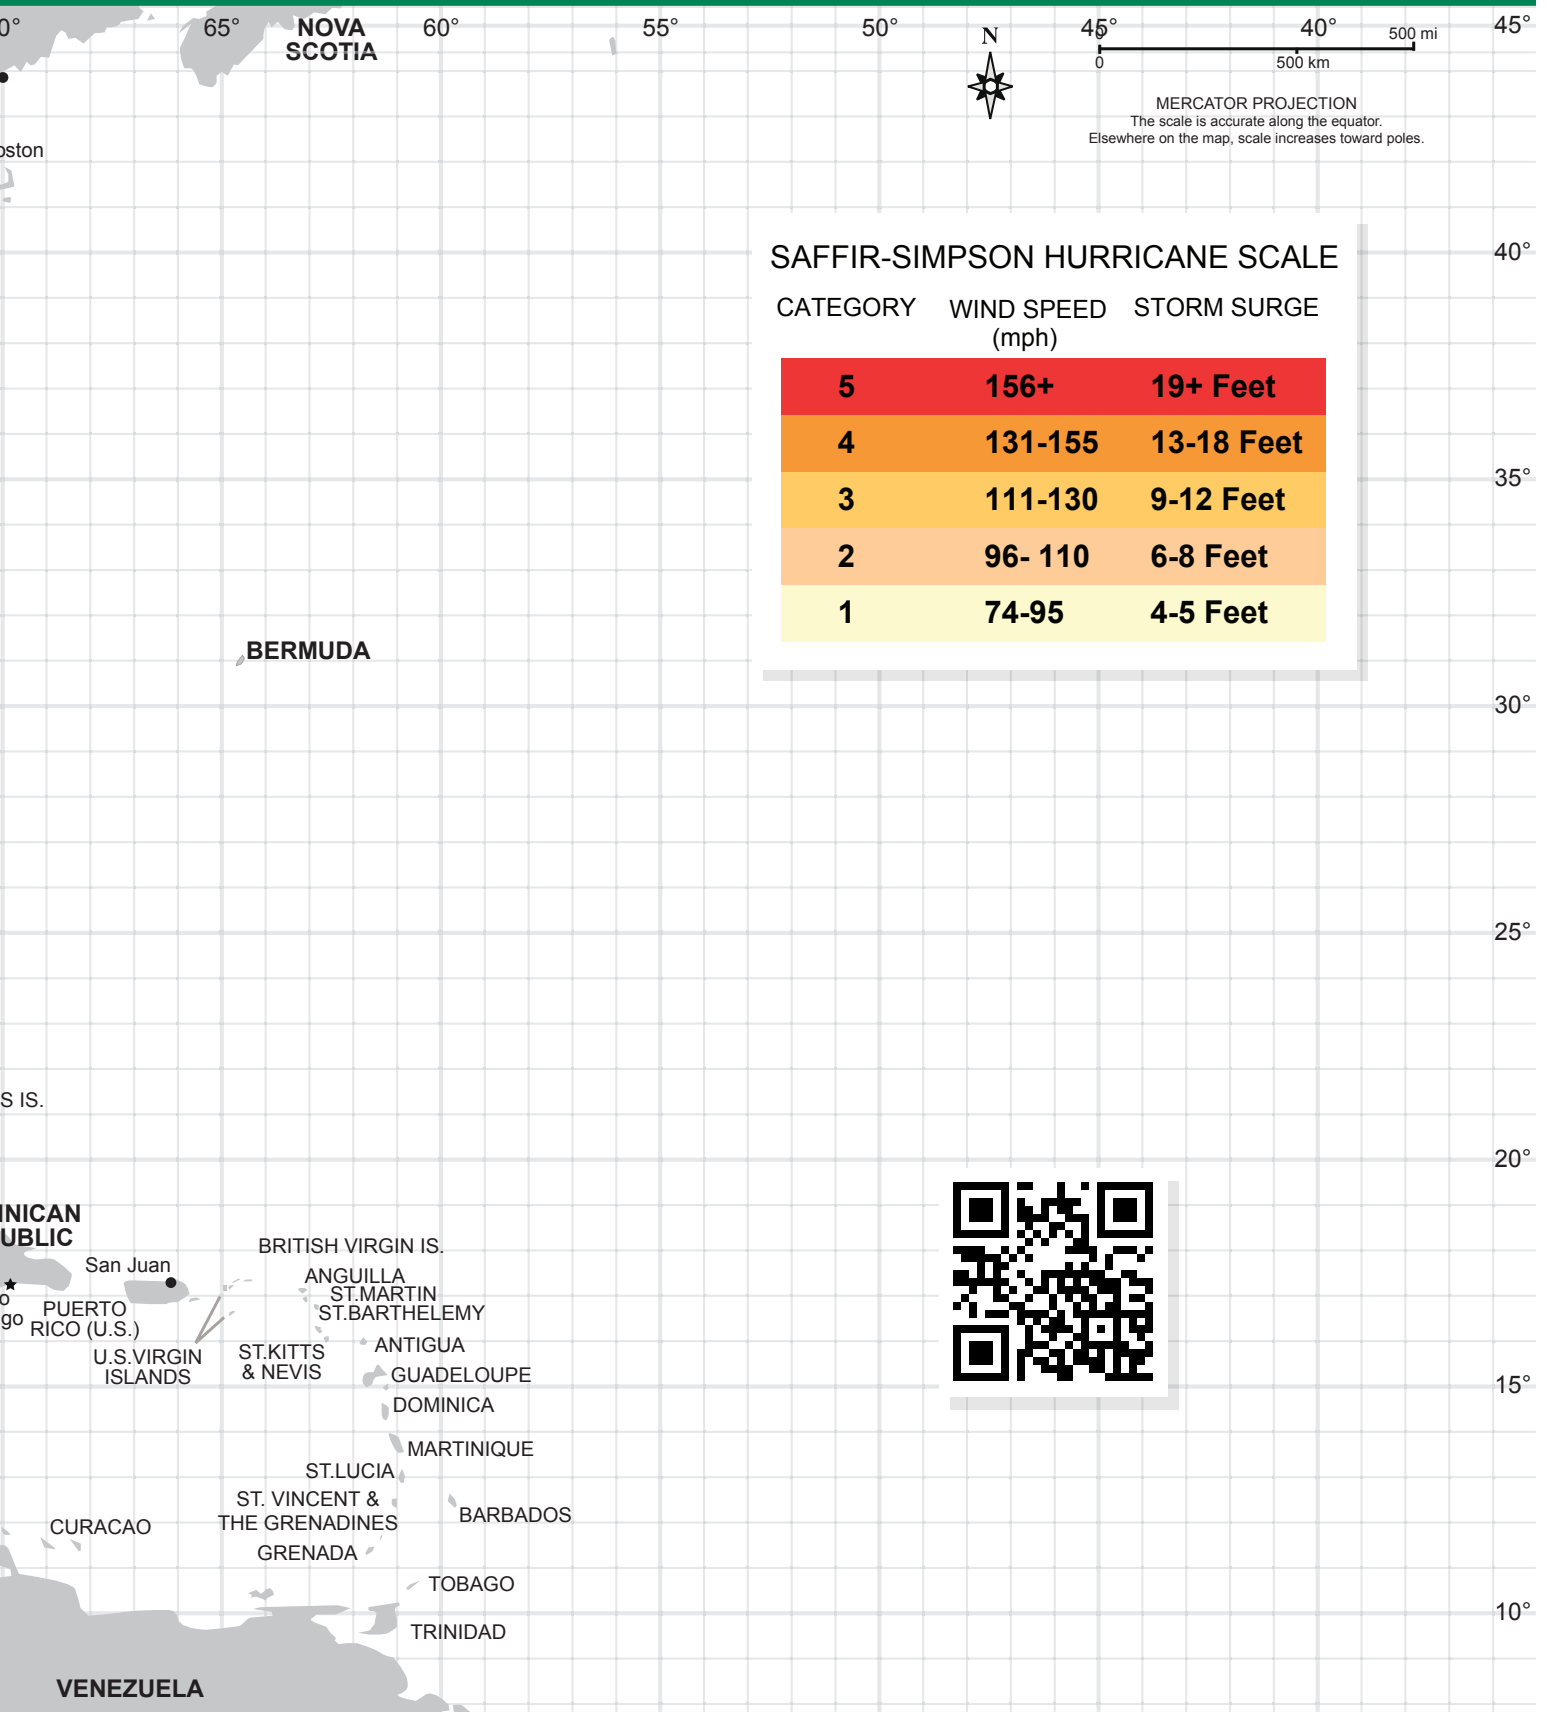 0°
65°
NOVA
SCOTIA
60°
55°
50°
N
45°
40°
45°
0
500 mi
0
500 km
MERCATOR PROJECTION
The scale is accurate along the equator.
Elsewhere on the map, scale increases toward poles.
oston
SAFFIR-SIMPSON HURRICANE SCALE
CATEGORY WIND SPEED (mph) STORM SURGE
5 156+ 19+ Feet
4 131-155 13-18 Feet
3 111-130 9-12 Feet
2 96- 110 6-8 Feet
1 74-95 4-5 Feet
40°
35°
BERMUDA
30°
25°
S IS.
20°
INICAN
UBLIC
San Juan
BRITISH VIRGIN IS.
ANGUILLA
ST.MARTIN
ST.BARTHELEMY
o
go
PUERTO
RICO (U.S.)
U.S.VIRGIN
ISLANDS
ST.KITTS
& NEVIS
ANTIGUA
GUADELOUPE
15°
DOMINICA
MARTINIQUE
ST.LUCIA
ST. VINCENT &
THE GRENADINES
BARBADOS
CURACAO
GRENADA
TOBAGO
10°
TRINIDAD
VENEZUELA